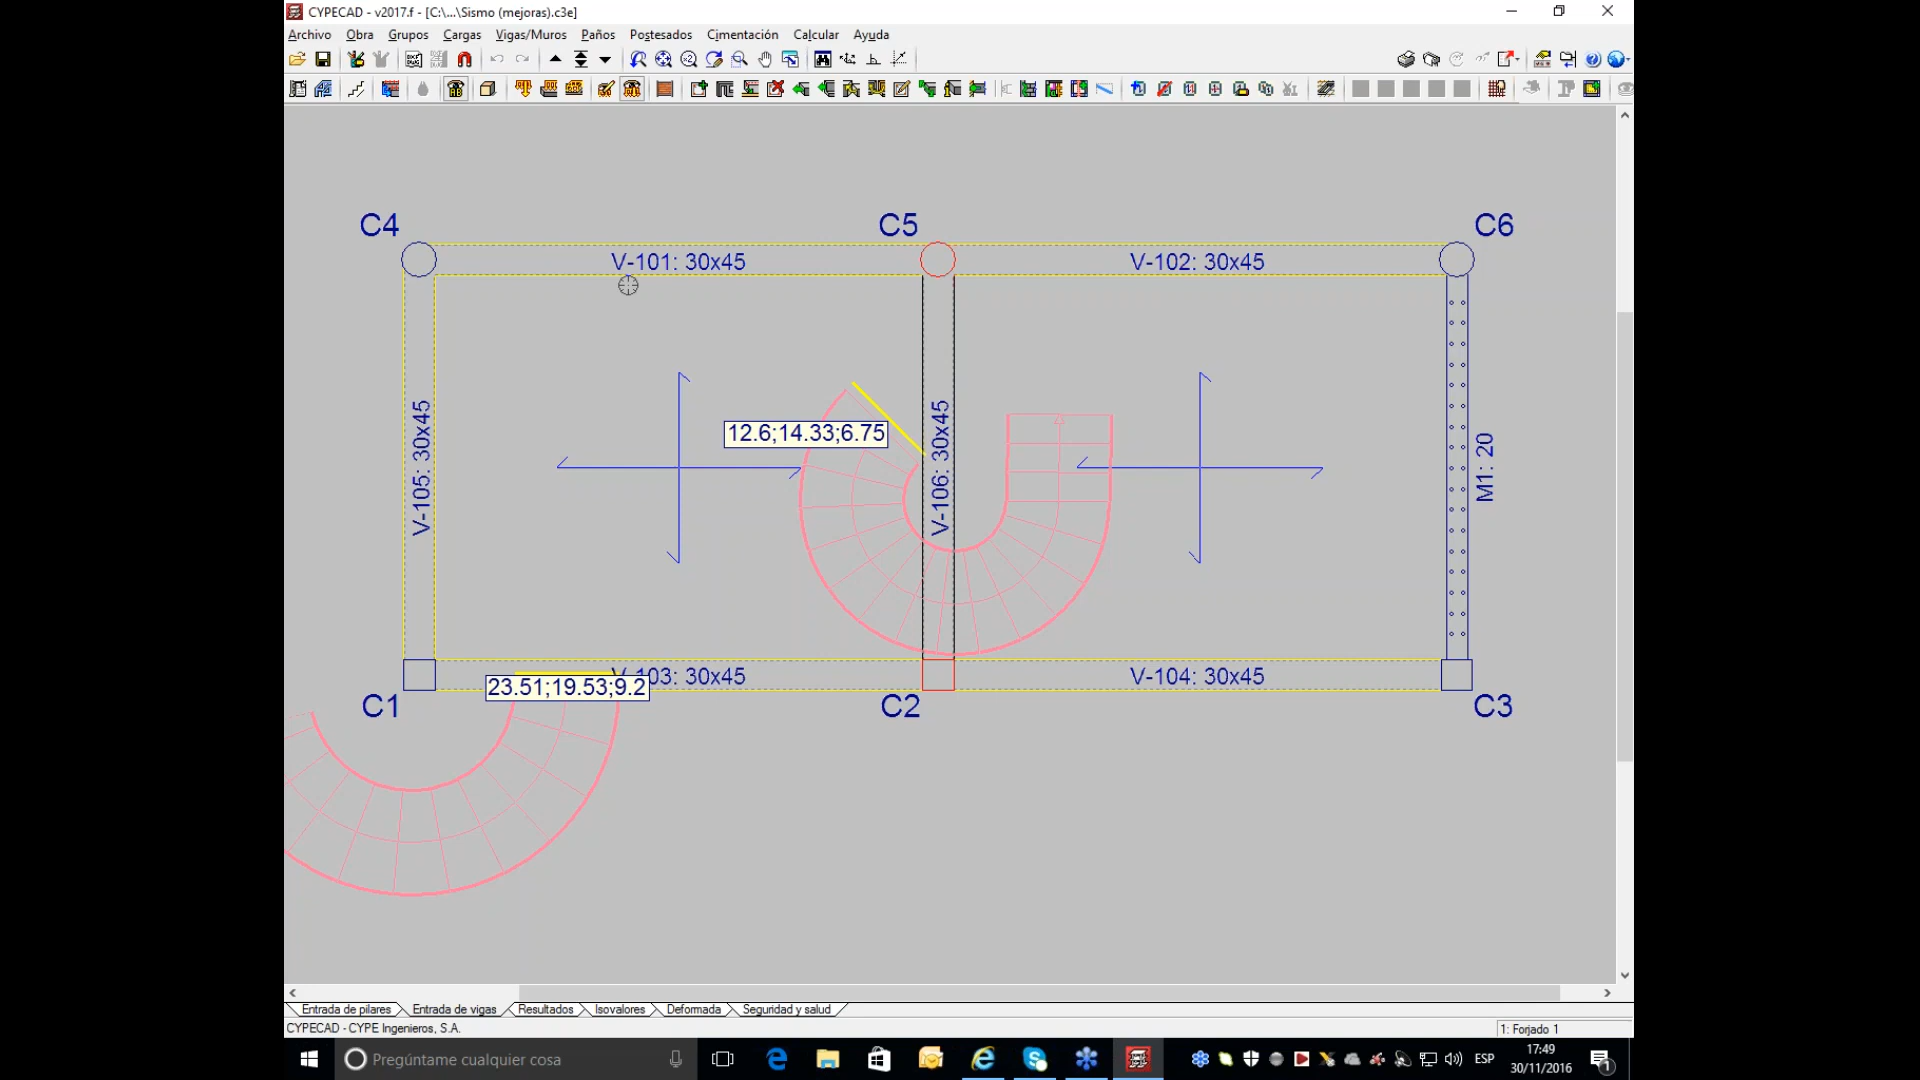 CYPECAD - v2017.f - [C:\...\Sismo (mejoras).c3e]
Archivo Obra Grupos Cargas Vigas/Muros Paños Postesados Cimentación Calcular Ayuda
C4 C5 C6
V-101: 30x45 V-102: 30x45
V-105: 30x45
12.6;14.33;6.75
V-106: 30x45
M1: 20
V-103: 30x45 V-104: 30x45
23.51;19.53;9.2
C1 C2 C3
Entrada de pilares Entrada de vigas Resultados Isovalores Deformada Seguridad y salud
CYPECAD - CYPE Ingenieros, S.A. 1: Forjado 1
Pregúntame cualquier cosa ESP 17:49
30/11/2016